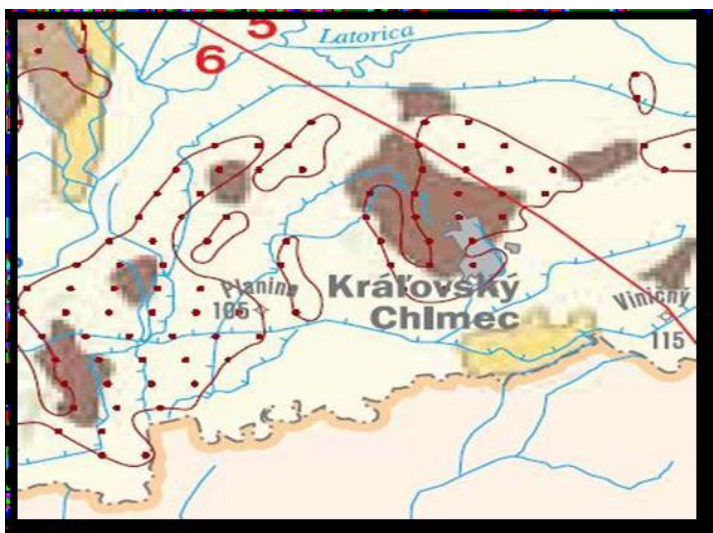 5
Latorica
6
Planina
105
Kráľovský
Chlmec
Viničný
115